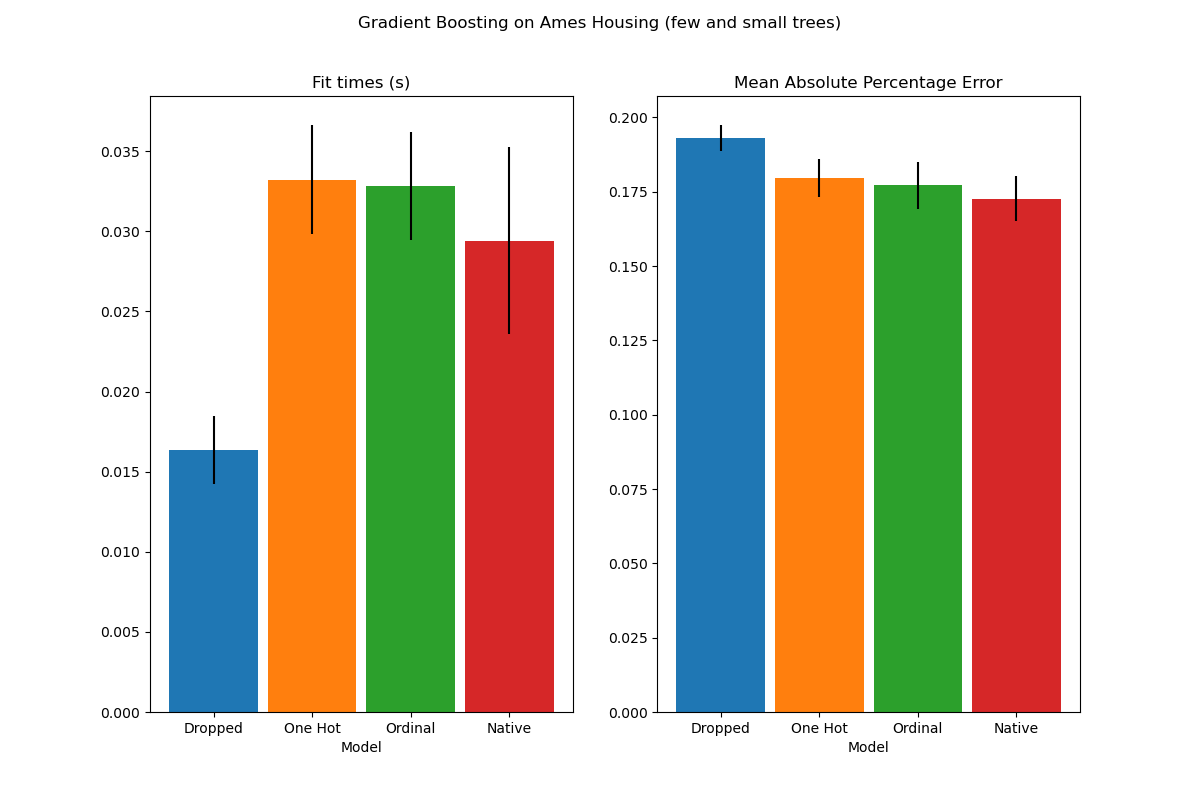 Gradient Boosting on Ames Housing (few and small trees)
Fit times (s)
0.035
0.030
0.025
0.020
0.015
0.010
0.005
0.000
Dropped One Hot Ordinal Native
Model
Mean Absolute Percentage Error
0.200
0.175
0.150
0.125
0.100
0.075
0.050
0.025
0.000
Dropped One Hot Ordinal Native
Model